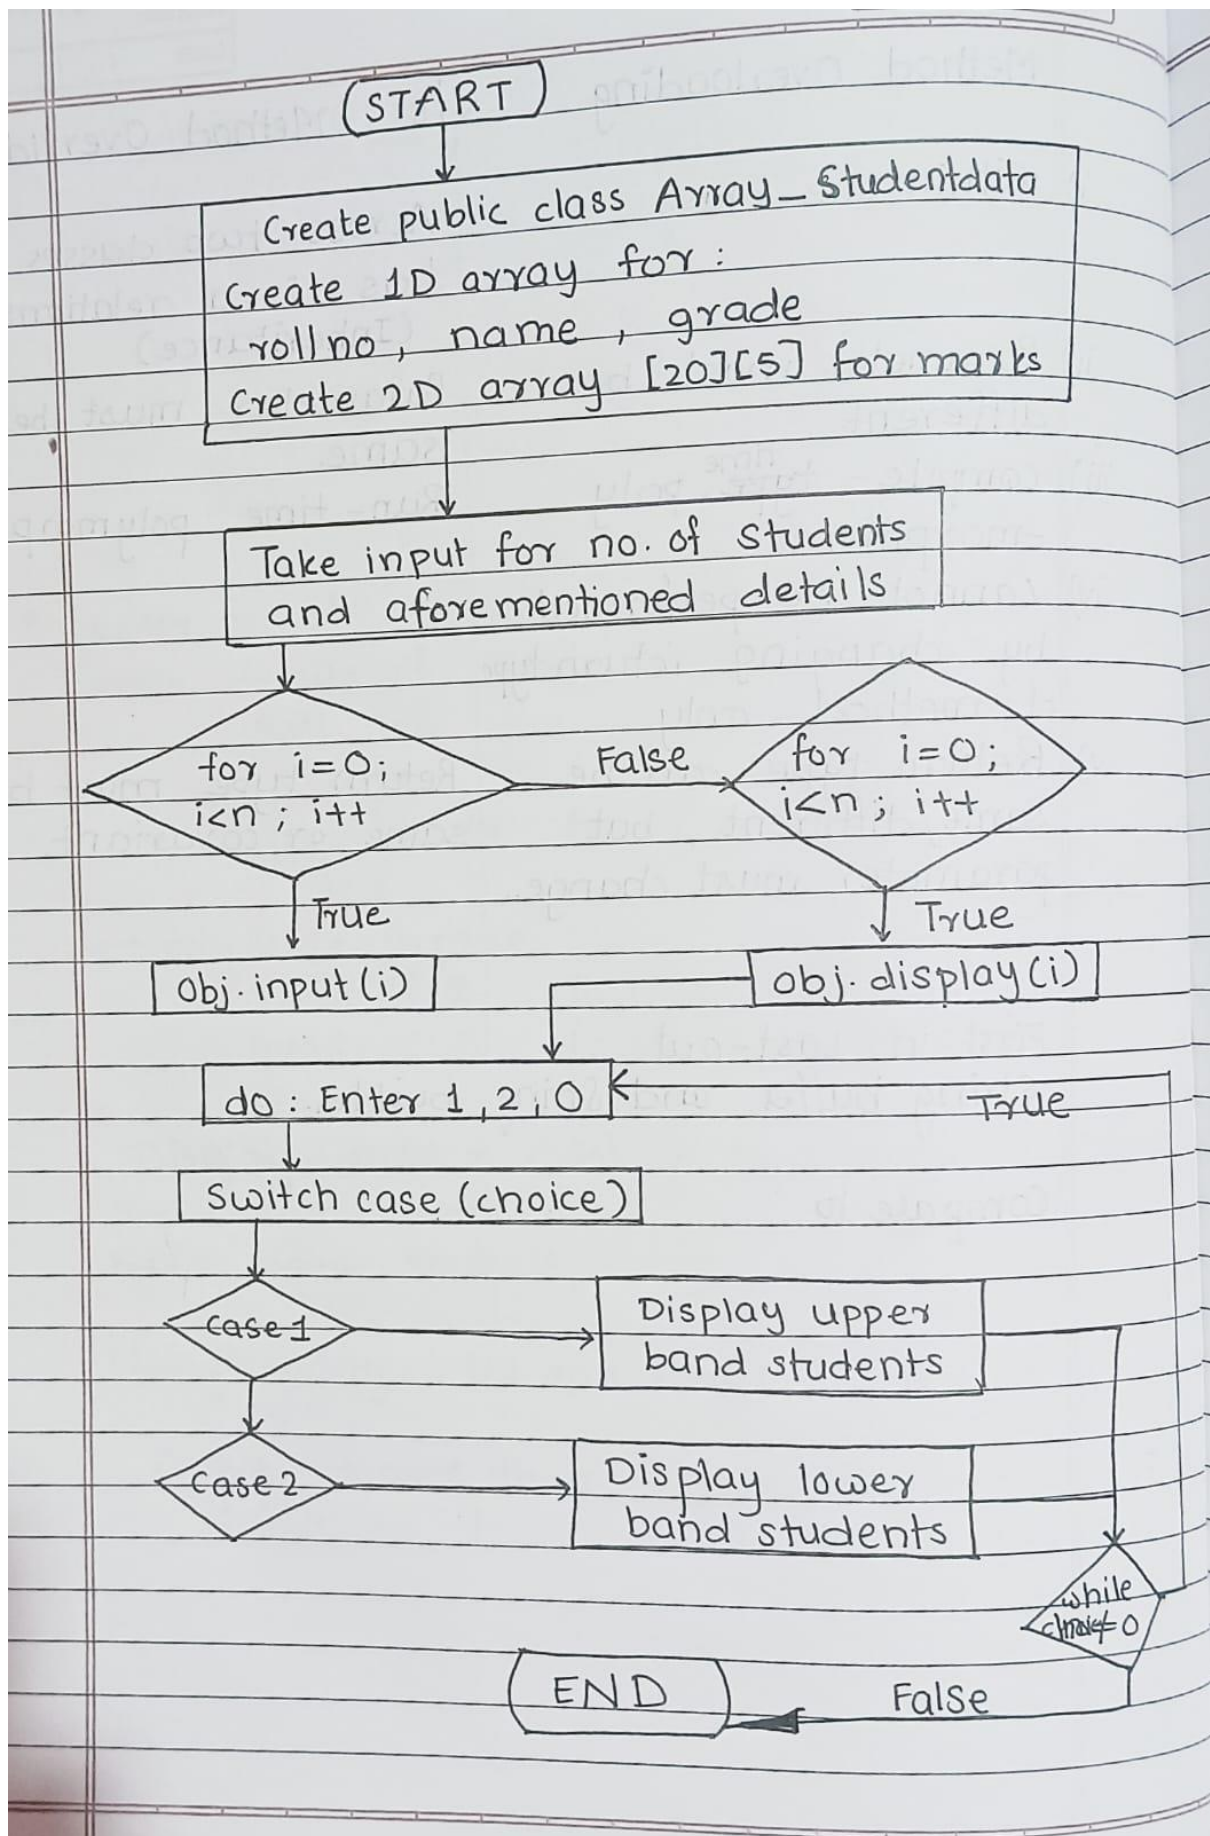 START
Create public class Array_Studentdata
Create 1D array for :
rollno, name, grade
Create 2D array [20][5] for marks
Take input for no. of students
and aforementioned details
for i=0;
i<n ; i++
False
for i=0;
i<n ; i++
True
True
obj.input(i)
obj.display(i)
do : Enter 1, 2, 0
True
Switch case (choice)
case 1
Display upper
band students
case 2
Display lower
band students
while
0
END
False